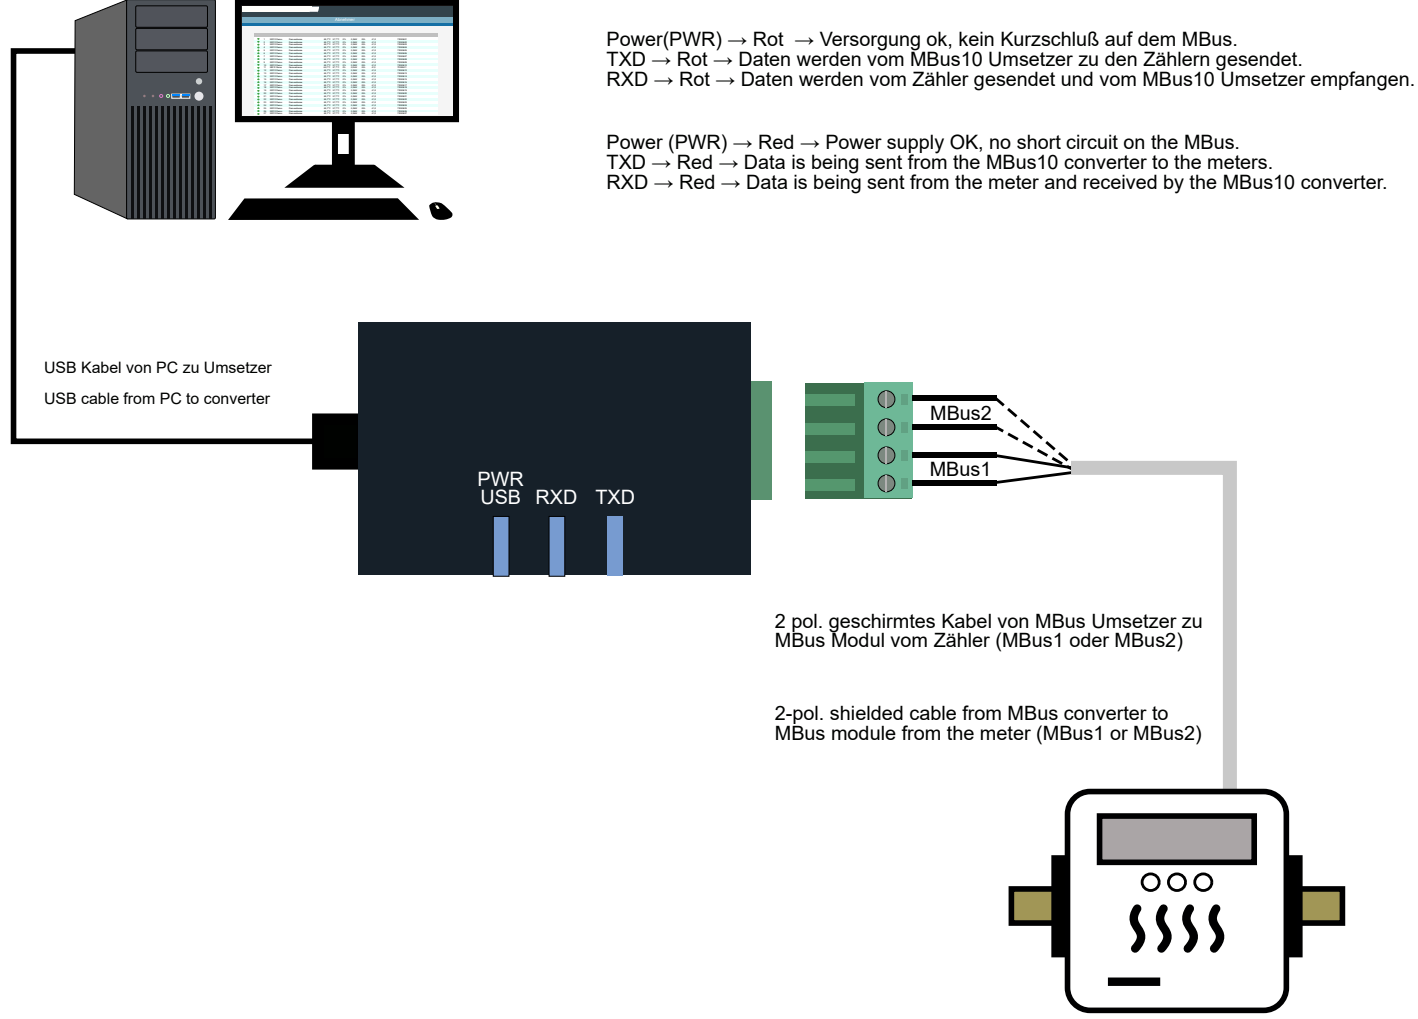 Power(PWR) → Rot → Versorgung ok, kein Kurzschluß auf dem MBus.
TXD → Rot → Daten werden vom MBus10 Umsetzer zu den Zählern gesendet.
RXD → Rot → Daten werden vom Zähler gesendet und vom MBus10 Umsetzer empfangen.
Power (PWR) → Red → Power supply OK, no short circuit on the MBus.
TXD → Red → Data is being sent from the MBus10 converter to the meters.
RXD → Red → Data is being sent from the meter and received by the MBus10 converter.
USB Kabel von PC zu Umsetzer
USB cable from PC to converter
MBus2
MBus1
PWR
USB RXD TXD
2 pol. geschirmtes Kabel von MBus Umsetzer zu
MBus Modul vom Zähler (MBus1 oder MBus2)
2-pol. shielded cable from MBus converter to
MBus module from the meter (MBus1 or MBus2)